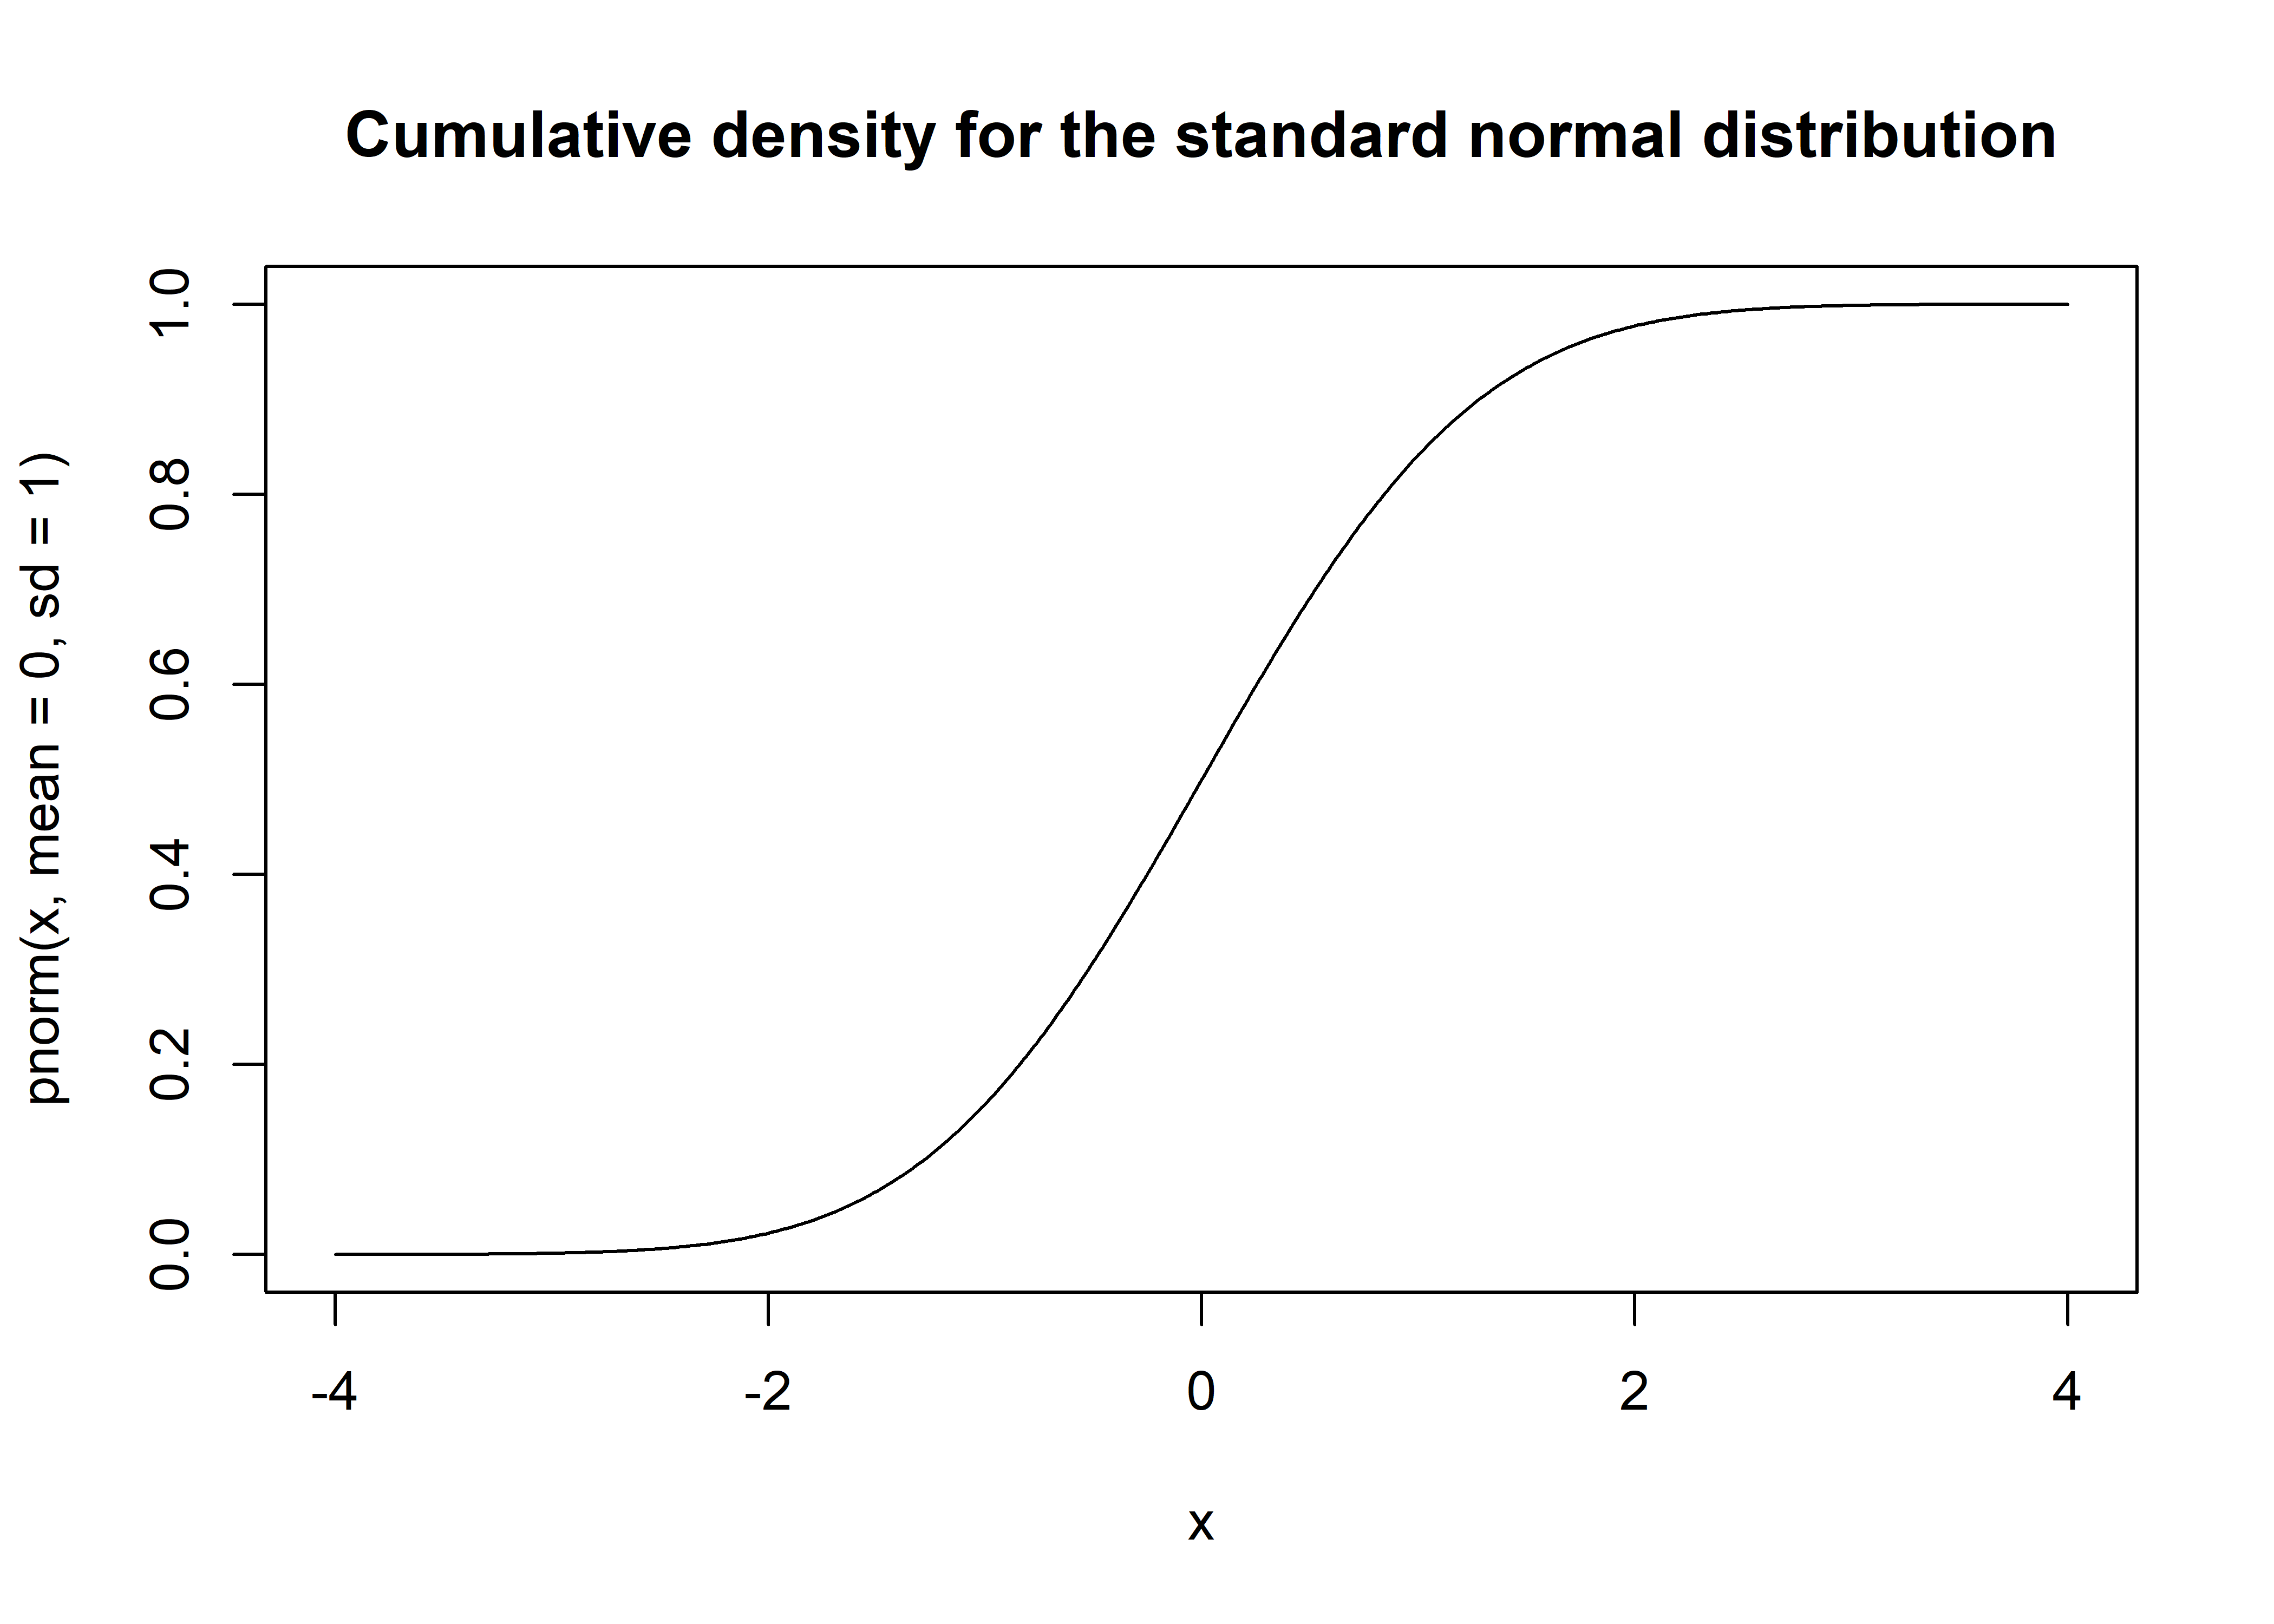 Cumulative density for the standard normal distribution
pnorm(x, mean = 0, sd = 1)
1.0
0.8
0.6
0.4
0.2
0.0
-4 -2 0 2 4
x